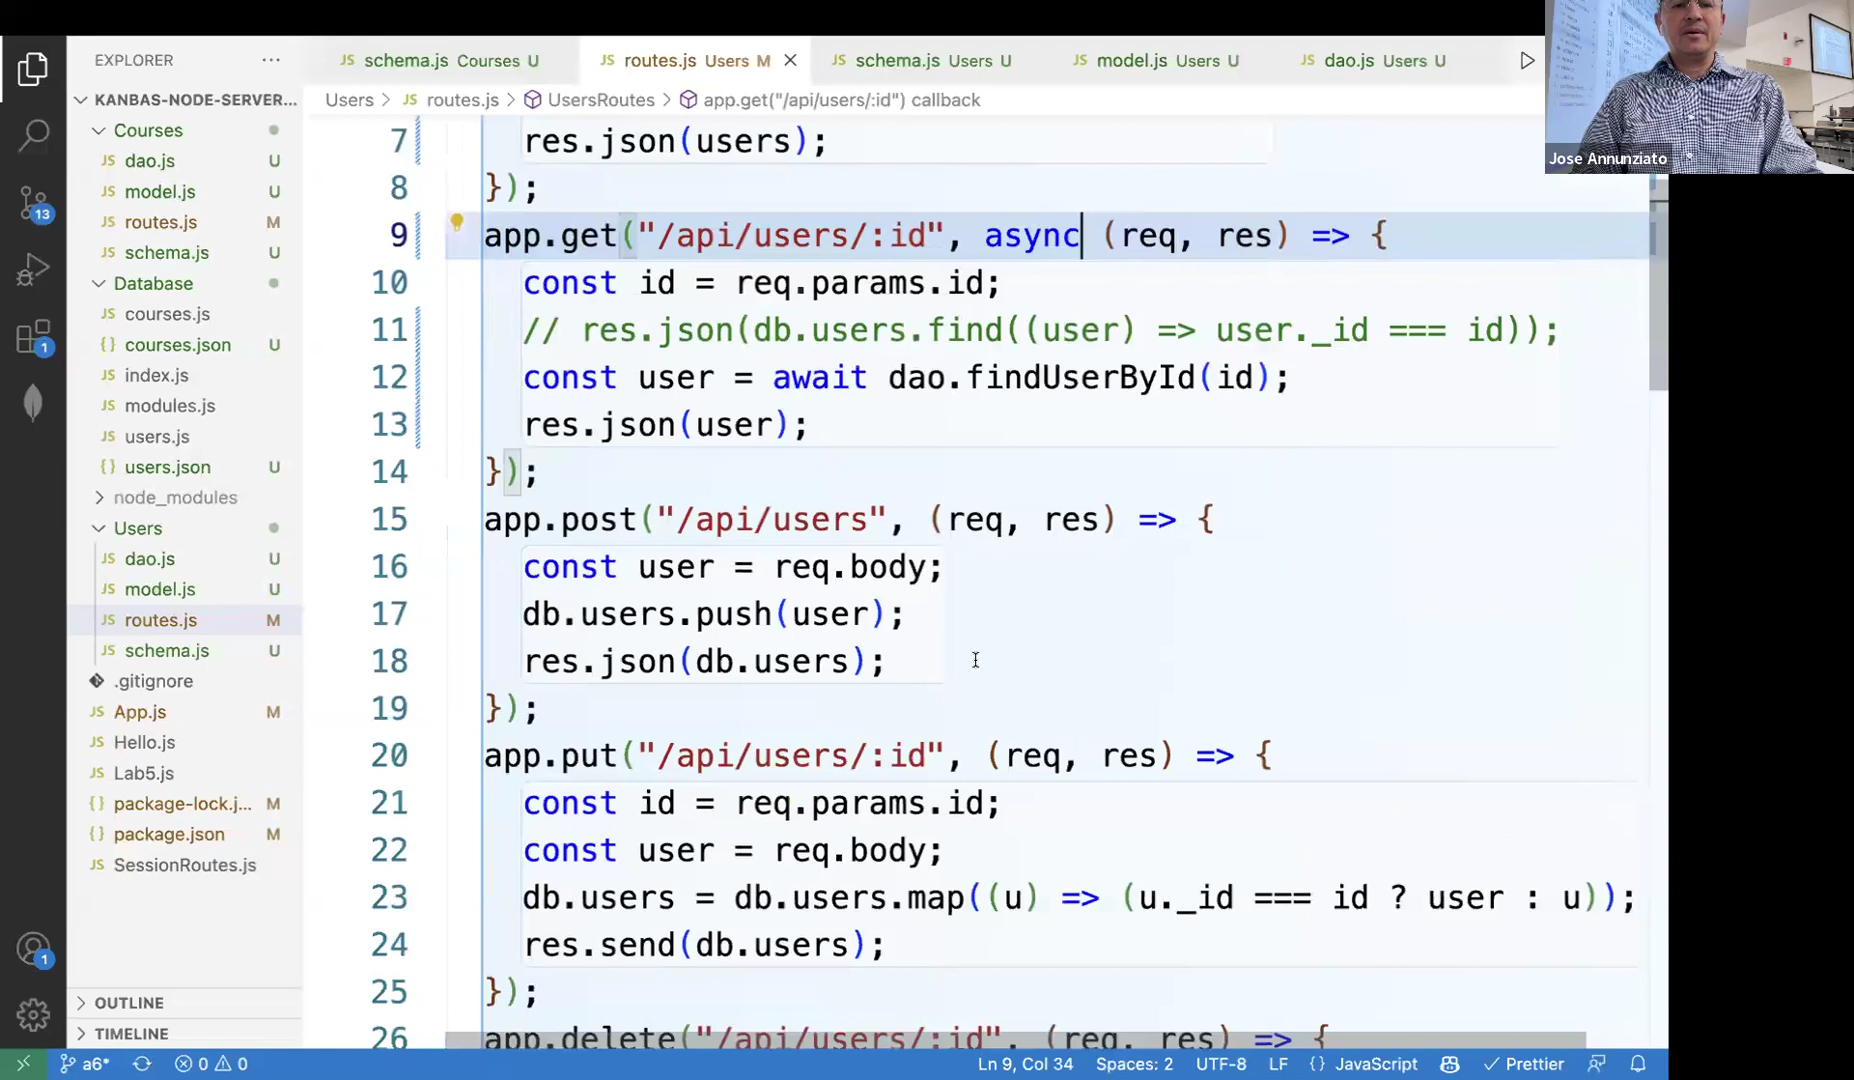 EXPLORER
KANBAS-NODE-SERVER...
Courses
dao.js U
model.js U
routes.js M
schema.js U
Database
courses.js
courses.json U
index.js
modules.js
users.js
users.json U
node_modules
Users
dao.js U
model.js U
routes.js M
schema.js U
.gitignore
App.js M
Hello.js
Lab5.js
package-lock.j... M
package.json M
SessionRoutes.js
OUTLINE
TIMELINE
13
1
1
JS schema.js Courses U
JS routes.js Users M
JS schema.js Users U
JS model.js Users U
JS dao.js Users U
Users > JS routes.js > UsersRoutes > app.get("/api/users/:id") callback
7 res.json(users);
8 });
9 app.get("/api/users/:id", async (req, res) => {
10 const id = req.params.id;
11 // res.json(db.users.find((user) => user._id === id));
12 const user = await dao.findUserById(id);
13 res.json(user);
14 });
15 app.post("/api/users", (req, res) => {
16 const user = req.body;
17 db.users.push(user);
18 res.json(db.users);
19 });
20 app.put("/api/users/:id", (req, res) => {
21 const id = req.params.id;
22 const user = req.body;
23 db.users = db.users.map((u) => (u._id === id ? user : u));
24 res.send(db.users);
25 });
26 app.delete("/api/users/:id", (req, res) => {
Jose Annunziato
a6* 0 0 Ln 9, Col 34 Spaces: 2 UTF-8 LF {} JavaScript Prettier